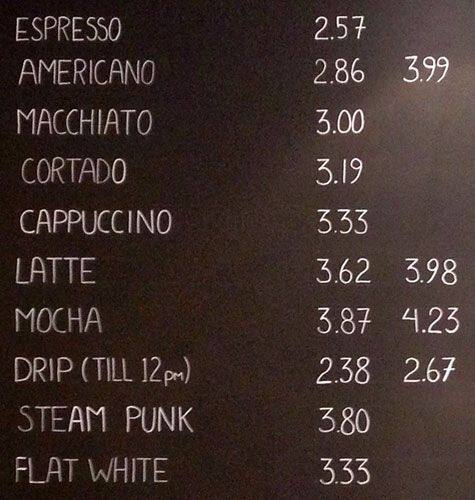 ESPRESSO 2.57
AMERICANO 2.86 3.99
MACCHIATO 3.00
CORTADO 3.19
CAPPUCCINO 3.33
LATTE 3.62 3.98
MOCHA 3.87 4.23
DRIP (TILL 12pm) 2.38 2.67
STEAM PUNK 3.80
FLAT WHITE 3.33